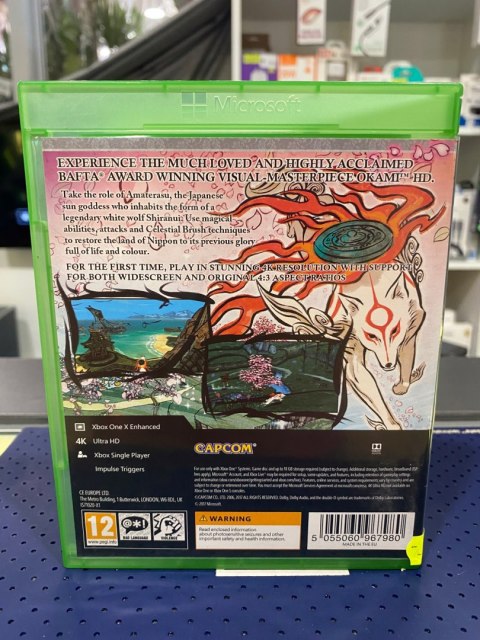 Microsoft
EXPERIENCE THE MUCH LOVED AND HIGHLY ACCLAIMED
BAFTA® AWARD WINNING VISUAL MASTERPIECE OKAMI™ HD.
Take the role of Amaterasu, the Japanese
sun goddess who inhabits the form of a
legendary white wolf Shiranui. Use magical
abilities, attacks and Celestial Brush techniques
to restore the land of Nippon to its previous glory
full of life and colour.
FOR THE FIRST TIME, PLAY IN STUNNING 4K RESOLUTION WITH SUPPORT
FOR BOTH WIDESCREEN AND ORIGINAL 4:3 ASPECT RATIOS
Xbox One X Enhanced
4K Ultra HD
Xbox Single Player
Impulse Triggers
CAPCOM
CE EUROPE LTD.
The Metro Building, 1 Butterwick, LONDON, W6 8DL, UK
12
www.pegi.info
BAD LANGUAGE
VIOLENCE
WARNING
Read enclosed information
about photosensitive seizures and other
important safety and health information.
5 055060 967980
MADE IN THE EU